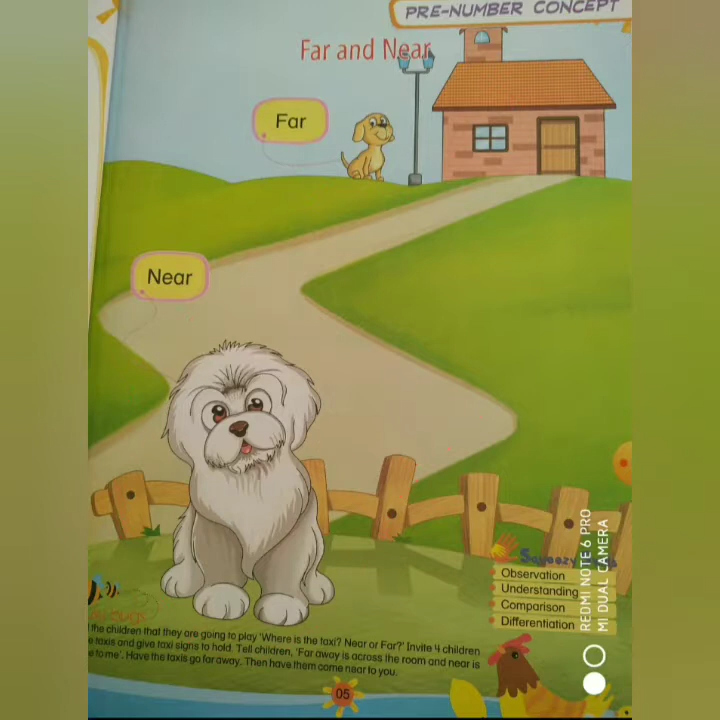 PRE-NUMBER CONCEPT
Far and Near
Far
Near
Observation
Understanding
Comparison
Differentiation
the children that they are going to play 'Where is the taxi? Near or Far?' Invite 4 children
taxis and give taxi signs to hold. Tell children, 'Far away is across the room and near is
to me'. Have the taxis go far away. Then have them come near to you.
05
REDMI NOTE 6 PRO
MI DUAL CAMERA